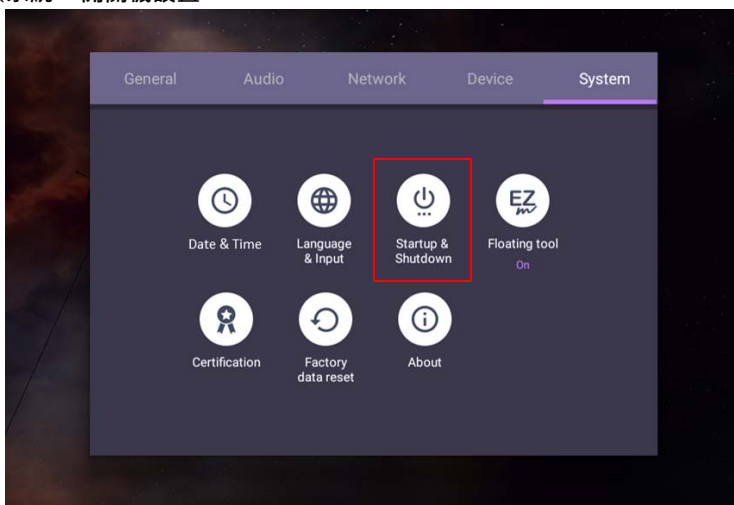 General Audio Network Device System
EZ
Date & Time
Language
& Input
Startup &
Shutdown
Floating tool
On
Certification
Factory
data reset
About